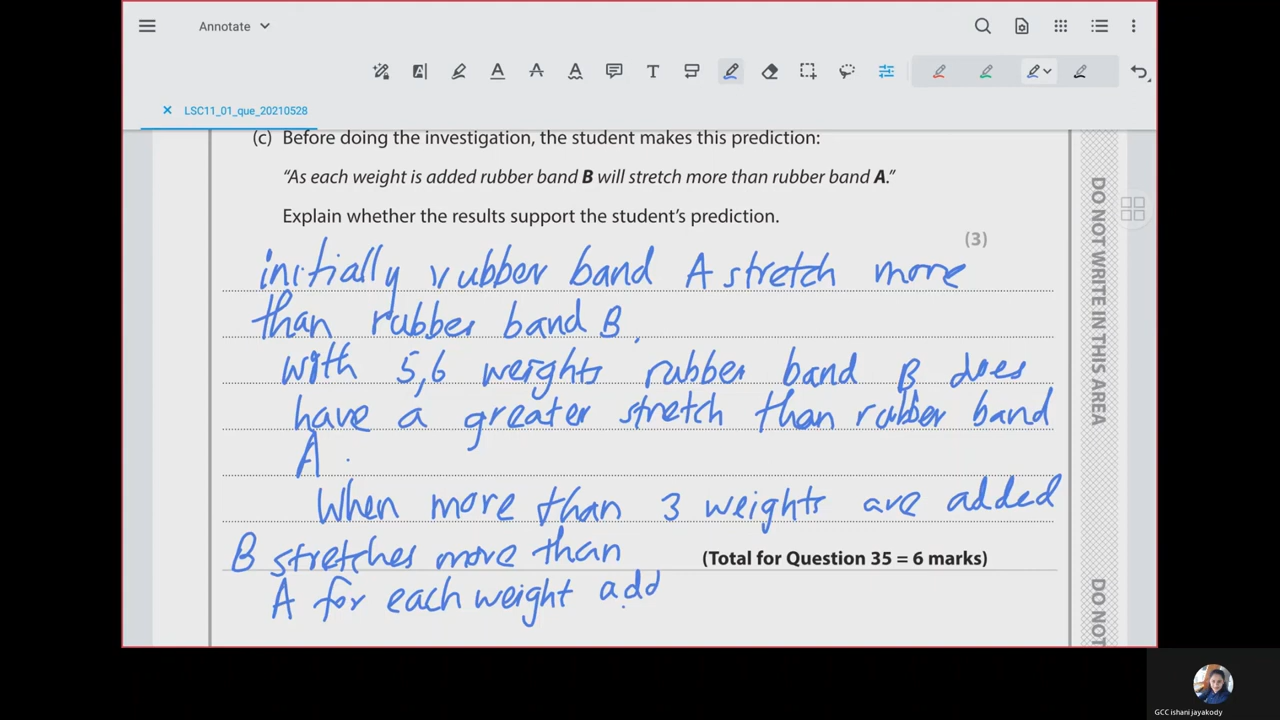 Annotate
LSC11_01_que_20210528
(c) Before doing the investigation, the student makes this prediction:
"As each weight is added rubber band B will stretch more than rubber band A."
Explain whether the results support the student's prediction.
(3)
initially rubber band A stretch more
than rubber band B.
with 5,6 weights rubber band B does
have a greater stretch than rubber band
A.
When more than 3 weights are added
B stretches more than
(Total for Question 35 = 6 marks)
A for each weight add
DO NOT WRITE IN THIS AREA
DO NOT
GCC ishani jayakody